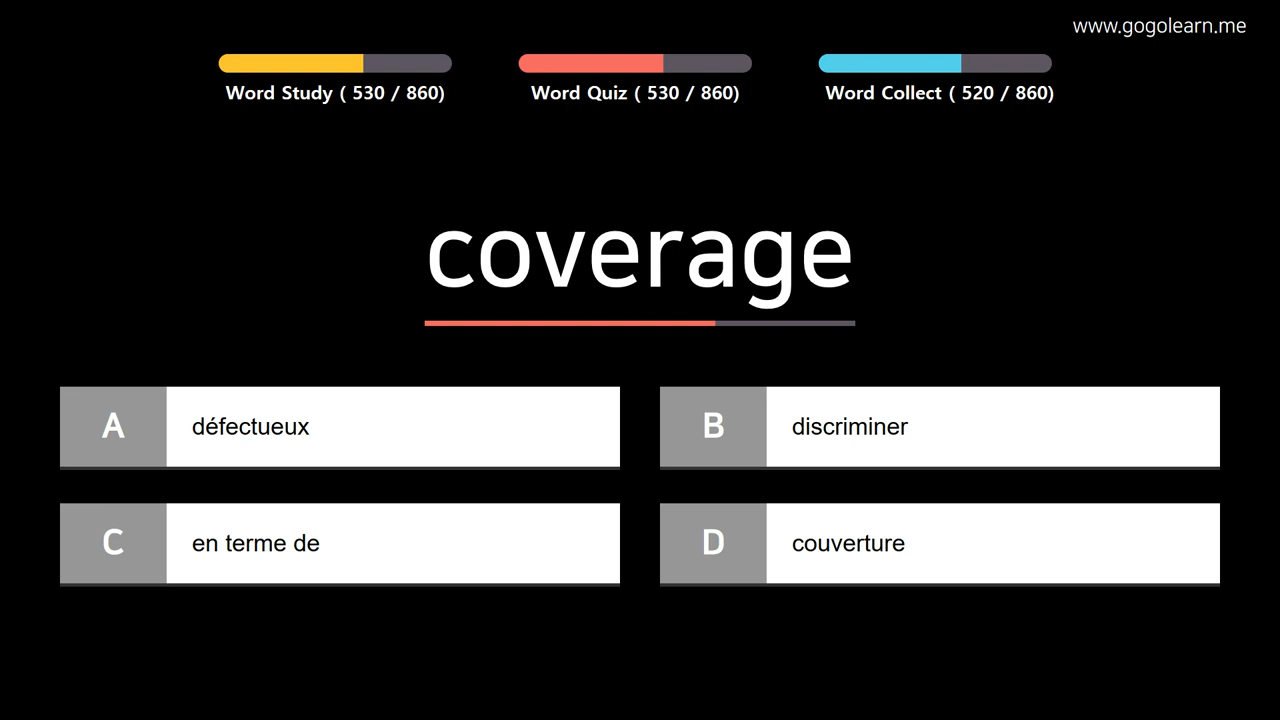 www.gogolearn.me
Word Study ( 530 / 860)
Word Quiz ( 530 / 860)
Word Collect ( 520 / 860)
coverage
A défectueux
B discriminer
C en terme de
D couverture